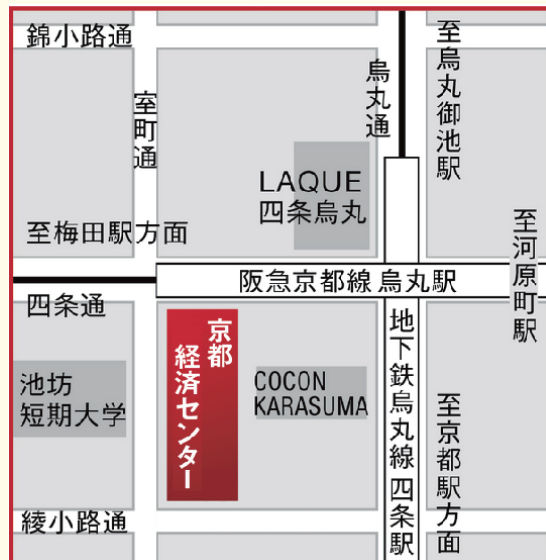 錦小路通
室町通
烏丸通
至烏丸御池駅
LAQUE
四条烏丸
至梅田駅方面
至河原町駅
阪急京都線 烏丸駅
四条通
京都
経済センター
地下鉄烏丸線 四条駅
池坊
短期大学
COCON
KARASUMA
至京都駅方面
綾小路通